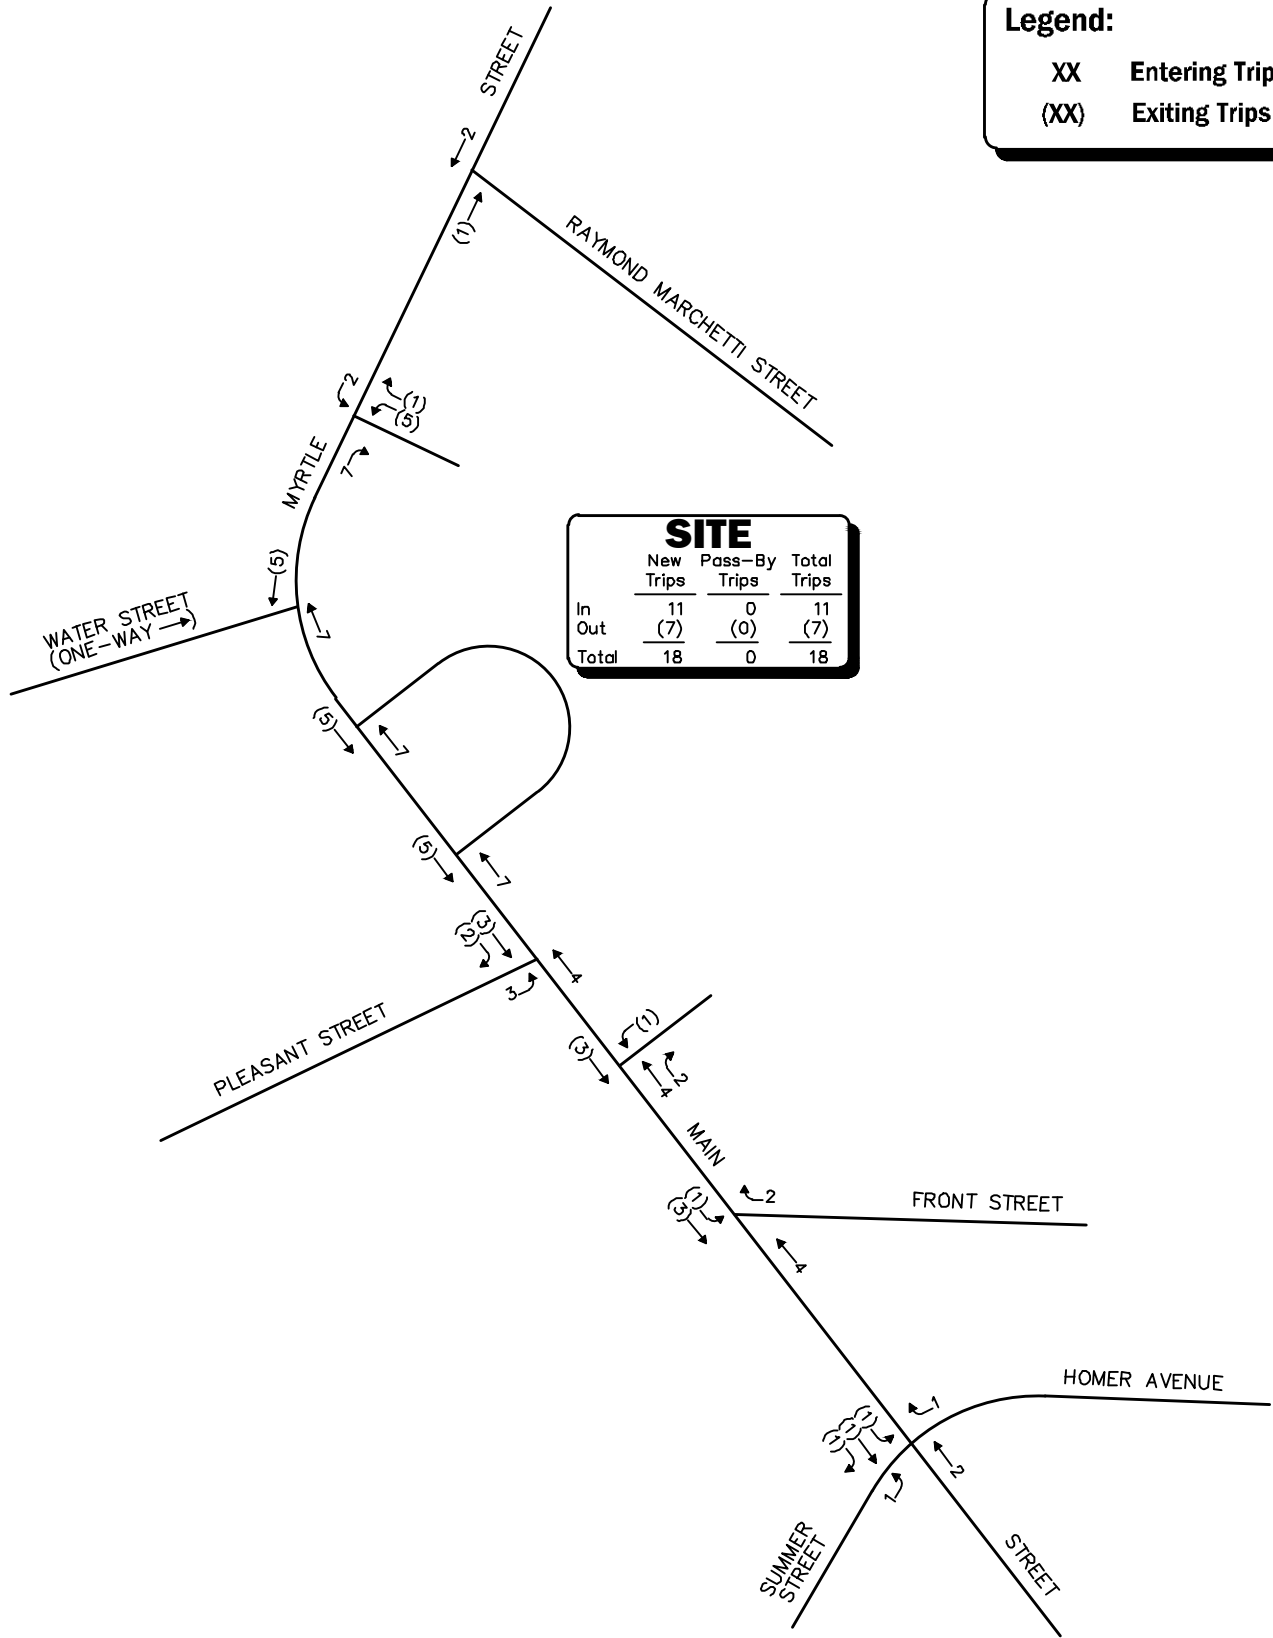 Legend:
XX Entering Trip
(XX) Exiting Trips
STREET
2
(1)
RAYMOND MARCHETTI STREET
2
(1)
(5)
7
MYRTLE
(5)
WATER STREET
(ONE-WAY →)
7
SITE
New Pass-By Total
Trips Trips Trips
In 11 0 11
Out (7) (0) (7)
Total 18 0 18
(5)
7
(5)
7
(3)
(2)
4
3
PLEASANT STREET
(1)
(3)
2
4
MAIN
(1)
(3)
2
FRONT STREET
4
HOMER AVENUE
1
(1)
(1)
(1)
2
1
SUMMER
STREET
STREET